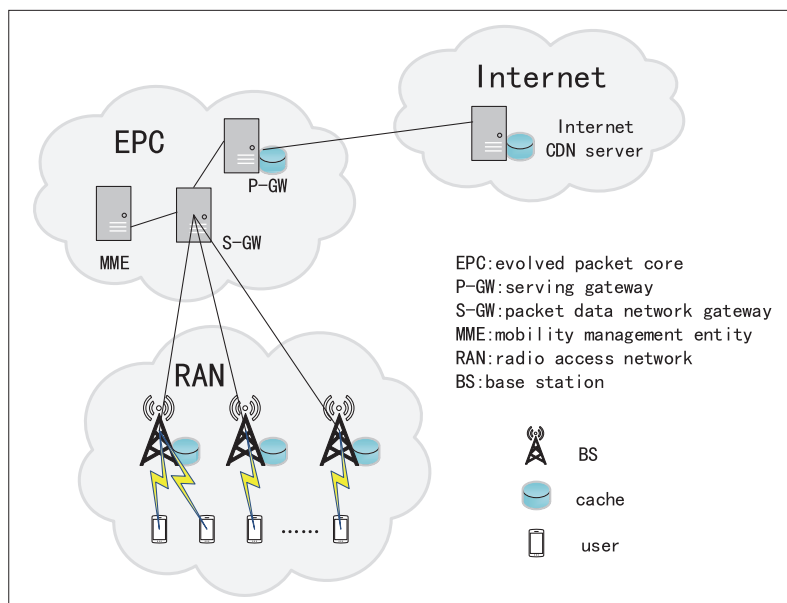 Internet
Internet
CDN server
EPC
P-GW
S-GW
MME
EPC:evolved packet core
P-GW:serving gateway
S-GW:packet data network gateway
MME:mobility management entity
RAN:radio access network
BS:base station
RAN
BS
cache
......
user